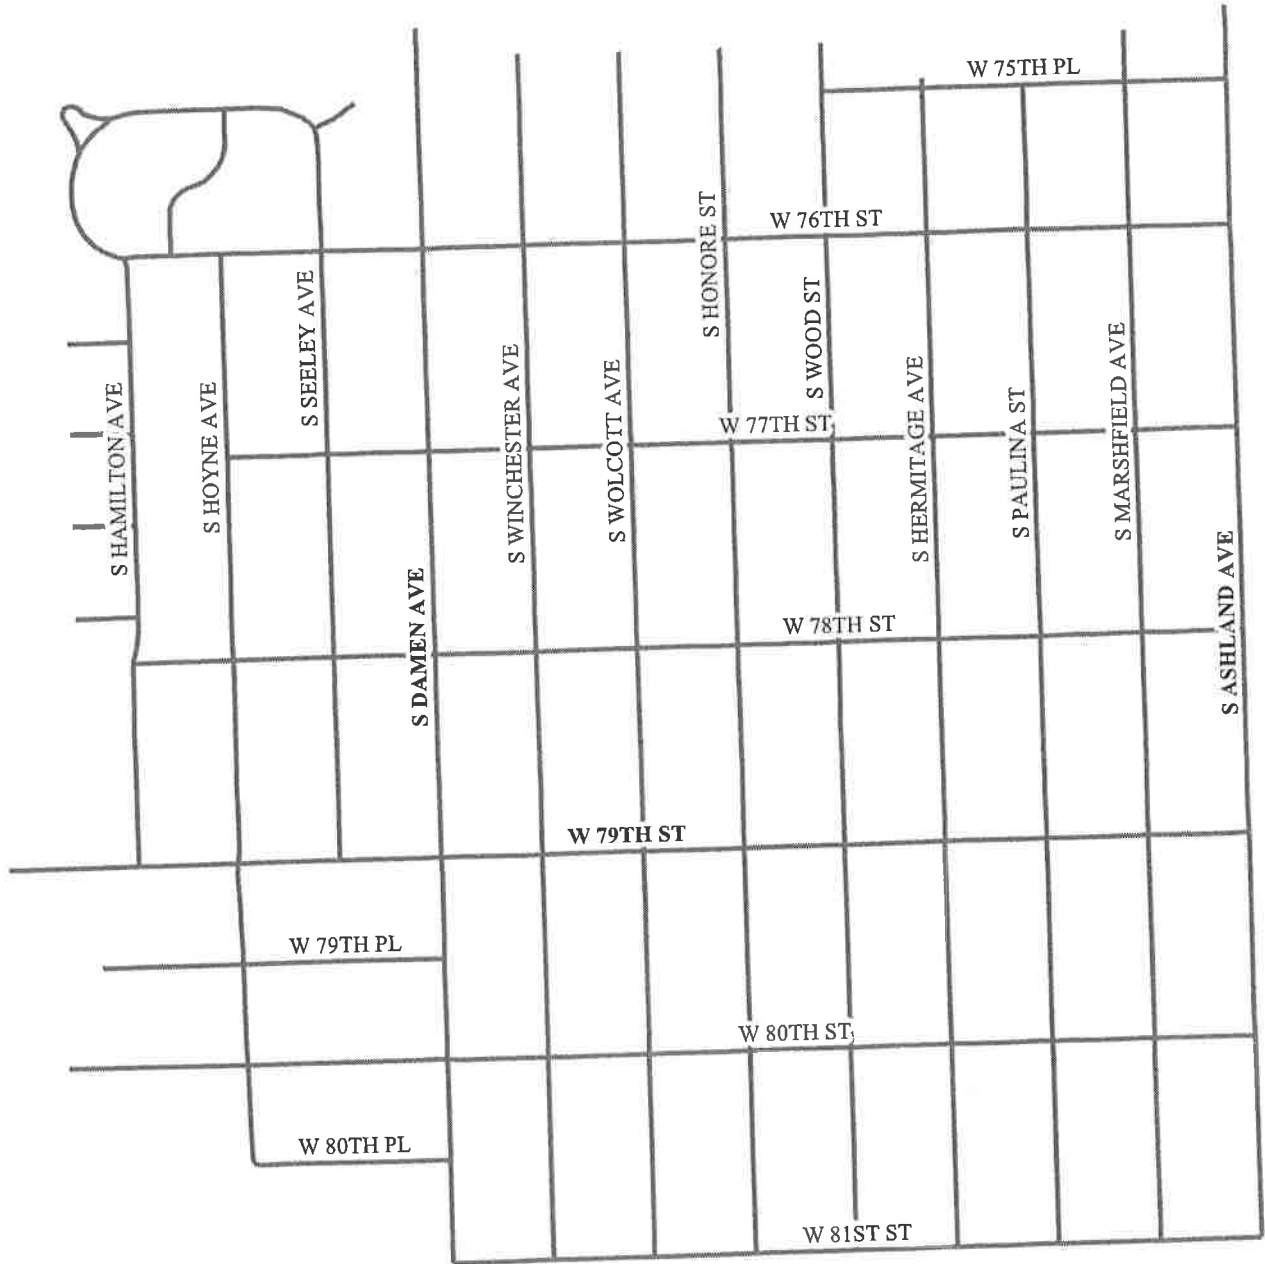 W 75TH PL
W 76TH ST
S HONORE ST
S SEELEY AVE
S WOOD ST
S HAMILTON AVE
S HOYNE AVE
S WINCHESTER AVE
S WOLCOTT AVE
W 77TH ST
S HERMITAGE AVE
S PAULINA ST
S MARSHFIELD AVE
S DAMEN AVE
W 78TH ST
S ASHLAND AVE
W 79TH ST
W 79TH PL
W 80TH ST
W 80TH PL
W 81ST ST